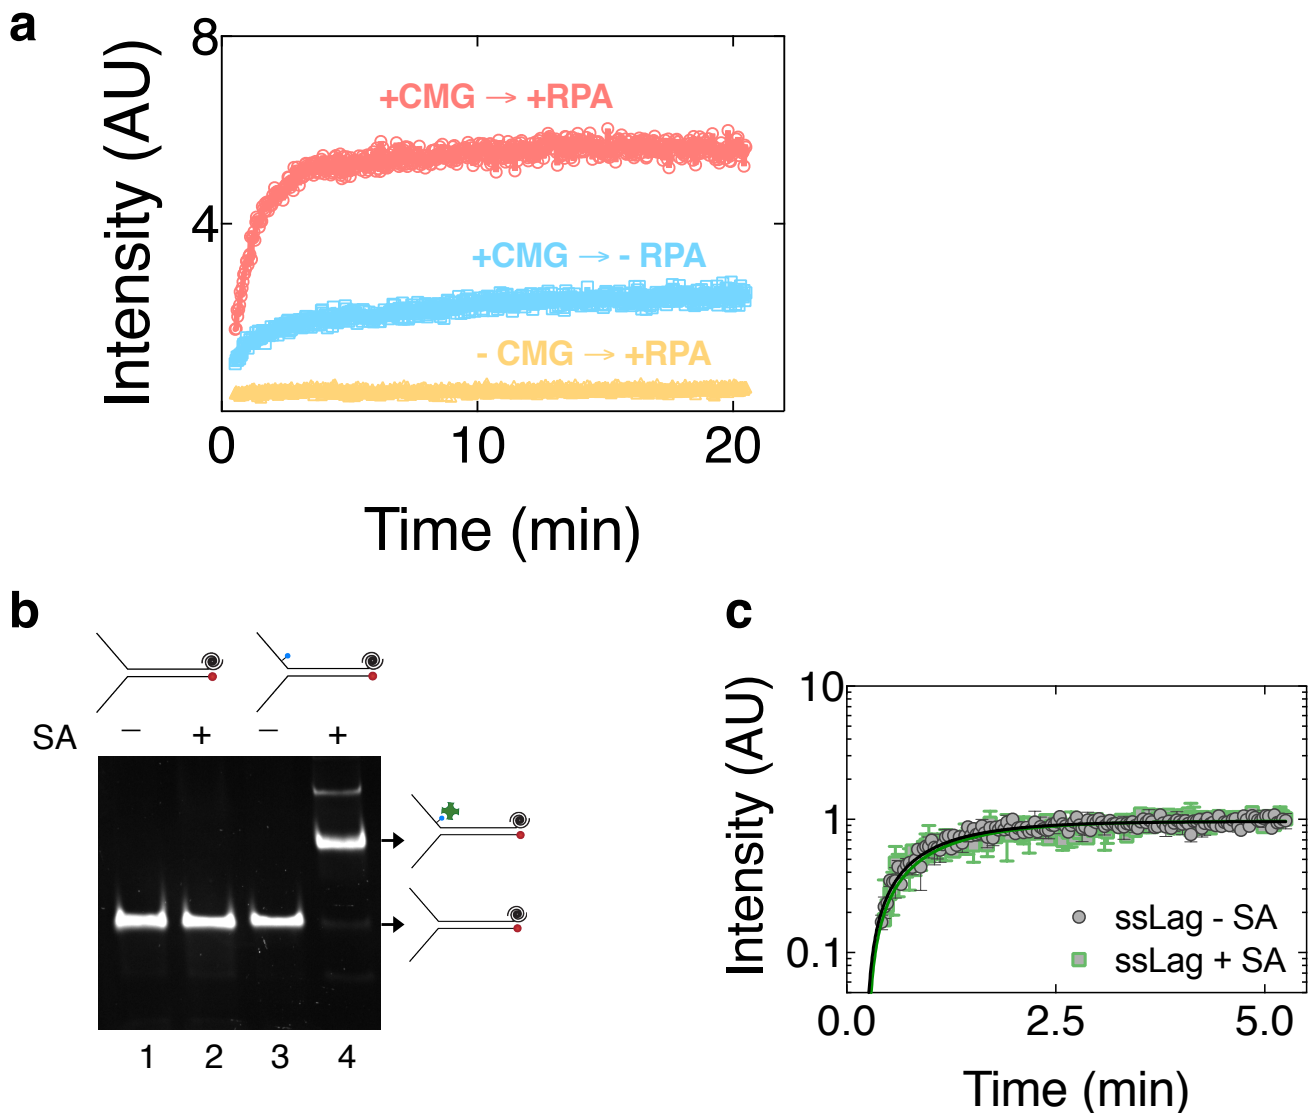 a
Intensity (AU)
8
4
+CMG → +RPA
+CMG → - RPA
- CMG → +RPA
0 10 20
Time (min)
b
SA − + − +
1 2 3 4
c
Intensity (AU)
10
1
0.1
ssLag - SA
ssLag + SA
0.0 2.5 5.0
Time (min)